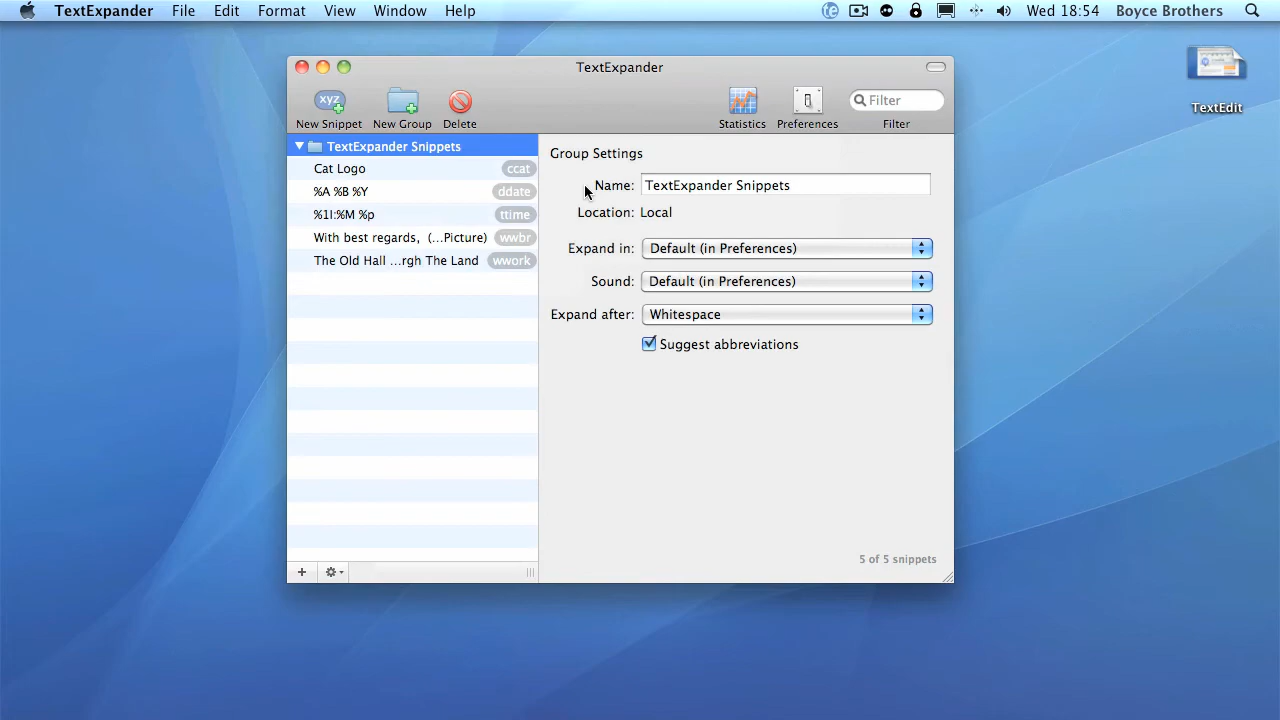 TextExpander File Edit Format View Window Help te Wed 18:54 Boyce Brothers
TextExpander
xyz
New Snippet New Group Delete Statistics Preferences Filter
Filter
TextEdit
TextExpander Snippets
Cat Logo ccat
%A %B %Y ddate
%1I:%M %p ttime
With best regards, (...Picture) wwbr
The Old Hall ...rgh The Land wwork
Group Settings
Name: TextExpander Snippets
Location: Local
Expand in: Default (in Preferences)
Sound: Default (in Preferences)
Expand after: Whitespace
Suggest abbreviations
5 of 5 snippets